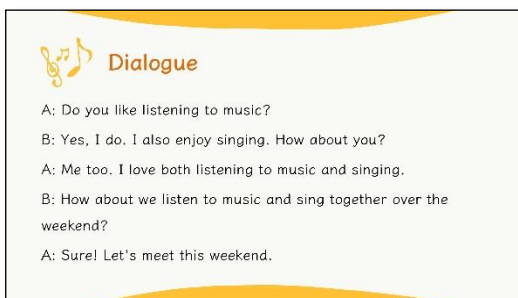 Dialogue
A: Do you like listening to music?
B: Yes, I do. I also enjoy singing. How about you?
A: Me too. I love both listening to music and singing.
B: How about we listen to music and sing together over the
weekend?
A: Sure! Let's meet this weekend.